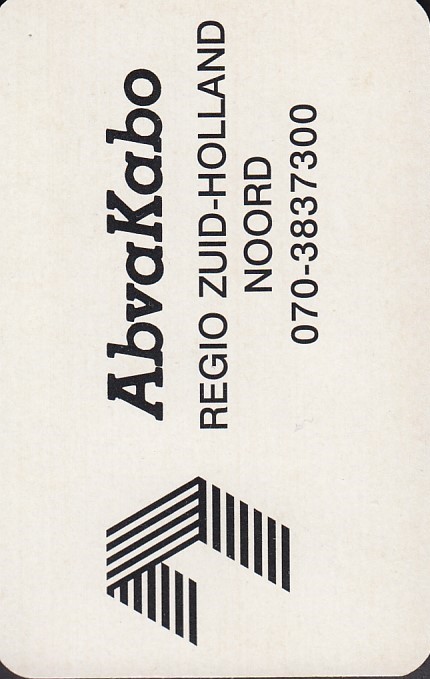 AbvaKabo
REGIO ZUID-HOLLAND
NOORD
070-3837300